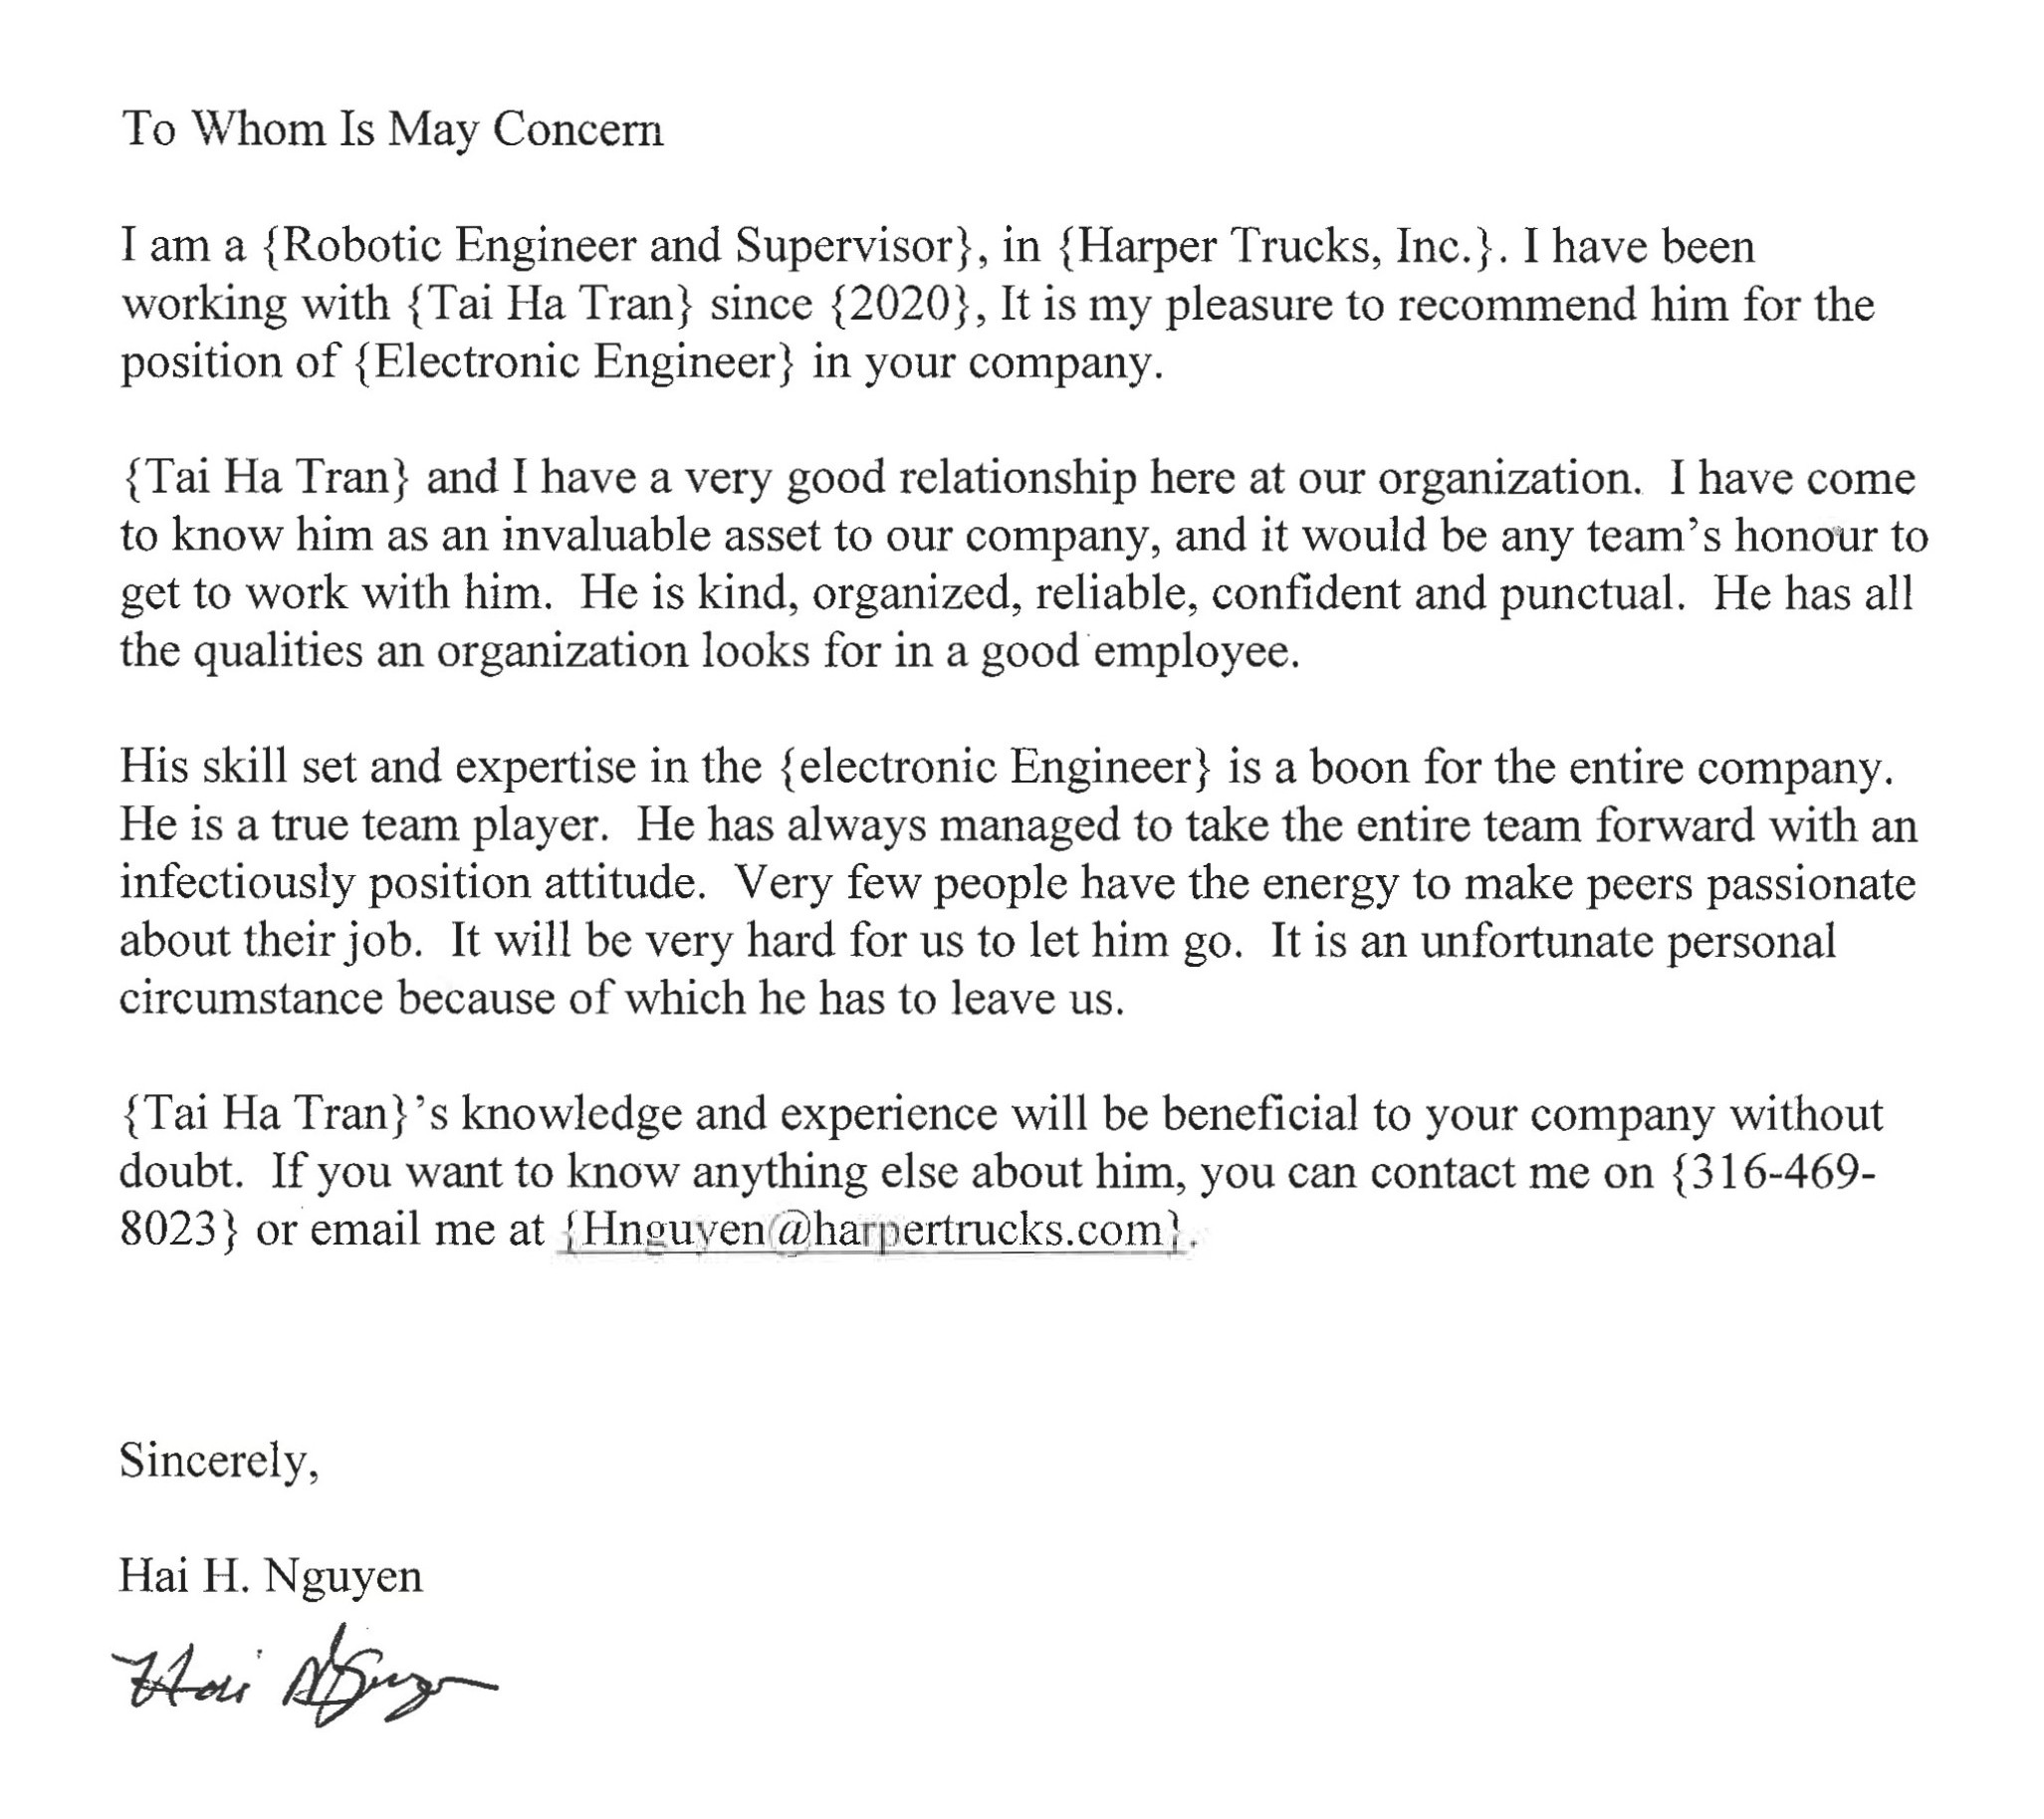 To Whom Is May Concern
I am a {Robotic Engineer and Supervisor}, in {Harper Trucks, Inc.}. I have been
working with {Tai Ha Tran} since {2020}, It is my pleasure to recommend him for the
position of {Electronic Engineer} in your company.
{Tai Ha Tran} and I have a very good relationship here at our organization.  I have come
to know him as an invaluable asset to our company, and it would be any team’s honour to
get to work with him.  He is kind, organized, reliable, confident and punctual.  He has all
the qualities an organization looks for in a good employee.
His skill set and expertise in the {electronic Engineer} is a boon for the entire company.
He is a true team player.  He has always managed to take the entire team forward with an
infectiously position attitude.  Very few people have the energy to make peers passionate
about their job.  It will be very hard for us to let him go.  It is an unfortunate personal
circumstance because of which he has to leave us.
{Tai Ha Tran}’s knowledge and experience will be beneficial to your company without
doubt.  If you want to know anything else about him, you can contact me on {316-469-
8023} or email me at {Hnguyen@harpertrucks.com}.
Sincerely,
Hai H. Nguyen
Hai Nguyen